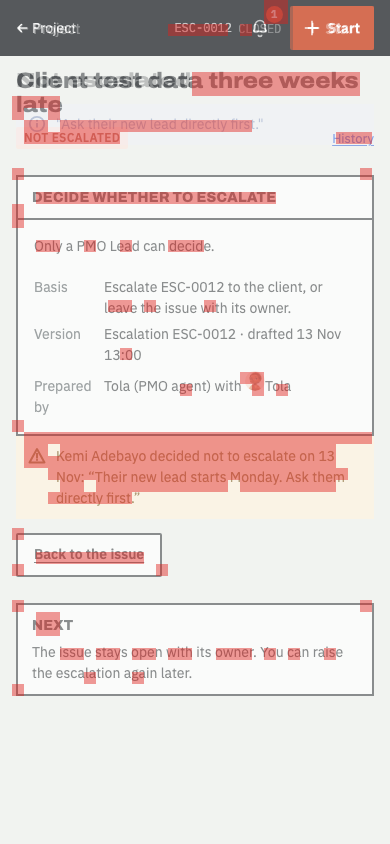 Project
ESC-0012 CLOSED
1
Start
Client test data three weeks late
"Ask their new lead directly first."
NOT ESCALATED
History
DECIDE WHETHER TO ESCALATE
Only a PMO Lead can decide.
Basis Escalate ESC-0012 to the client, or
leave the issue with its owner.
Version Escalation ESC-0012 · drafted 13 Nov
13:00
Prepared by Tola (PMO agent) with Tola
Kemi Adebayo decided not to escalate on 13
Nov: “Their new lead starts Monday. Ask them
directly first.”
Back to the issue
NEXT
The issue stays open with its owner. You can raise
the escalation again later.